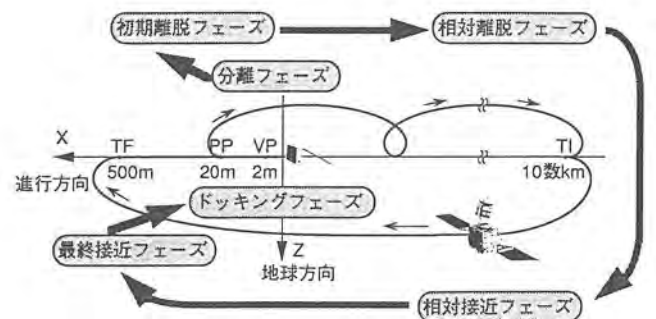 初期離脱フェーズ
相対離脱フェーズ
分離フェーズ
X
TF
PP
VP
TI
500m
20m
2m
10数km
進行方向
ドッキングフェーズ
最終接近フェーズ
Z
地球方向
相対接近フェーズ